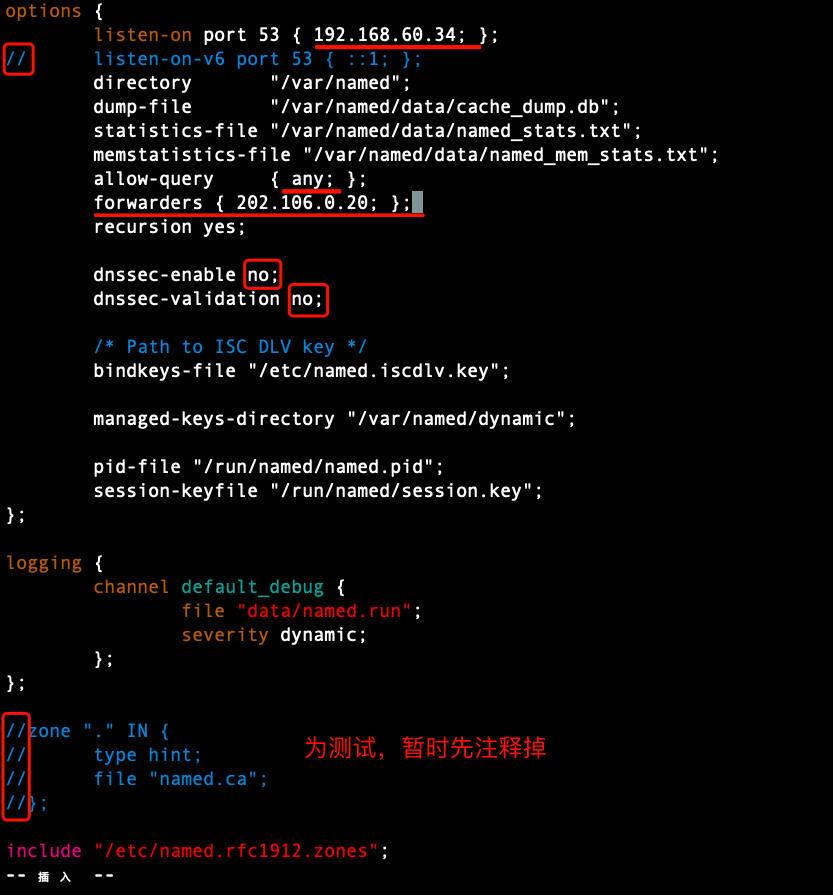 options {
listen-on port 53 { 192.168.60.34; };
// listen-on-v6 port 53 { ::1; };
directory "/var/named";
dump-file "/var/named/data/cache_dump.db";
statistics-file "/var/named/data/named_stats.txt";
memstatistics-file "/var/named/data/named_mem_stats.txt";
allow-query { any; };
forwarders { 202.106.0.20; };
recursion yes;
dnssec-enable no;
dnssec-validation no;
/* Path to ISC DLV key */
bindkeys-file "/etc/named.iscdlv.key";
managed-keys-directory "/var/named/dynamic";
pid-file "/run/named/named.pid";
session-keyfile "/run/named/session.key";
};
logging {
channel default_debug {
file "data/named.run";
severity dynamic;
};
};
//zone "." IN {
// type hint;
为测试，暂时先注释掉
// file "named.ca";
//};
include "/etc/named.rfc1912.zones";
-- 插入 --